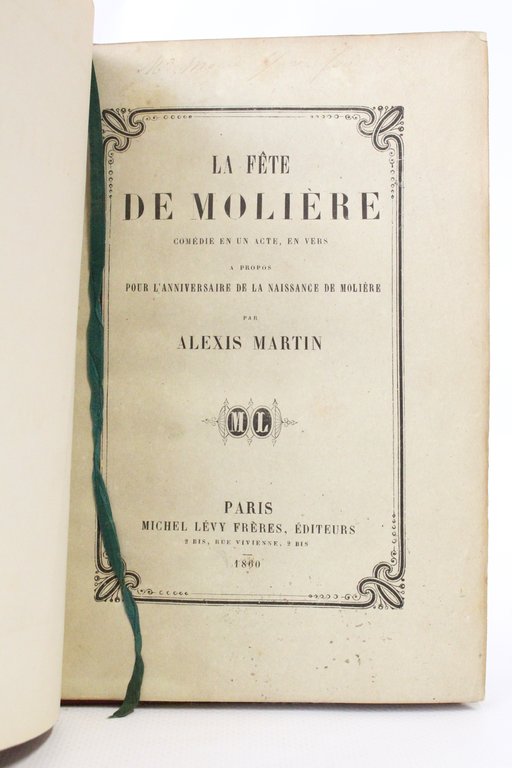 LA FÊTE
DE MOLIÈRE
COMÉDIE EN UN ACTE, EN VERS
A PROPOS
POUR L'ANNIVERSAIRE DE LA NAISSANCE DE MOLIÈRE
PAR
ALEXIS MARTIN
ML
PARIS
MICHEL LÉVY FRÈRES, ÉDITEURS
2 BIS, RUE VIVIENNE, 2 BIS
1860